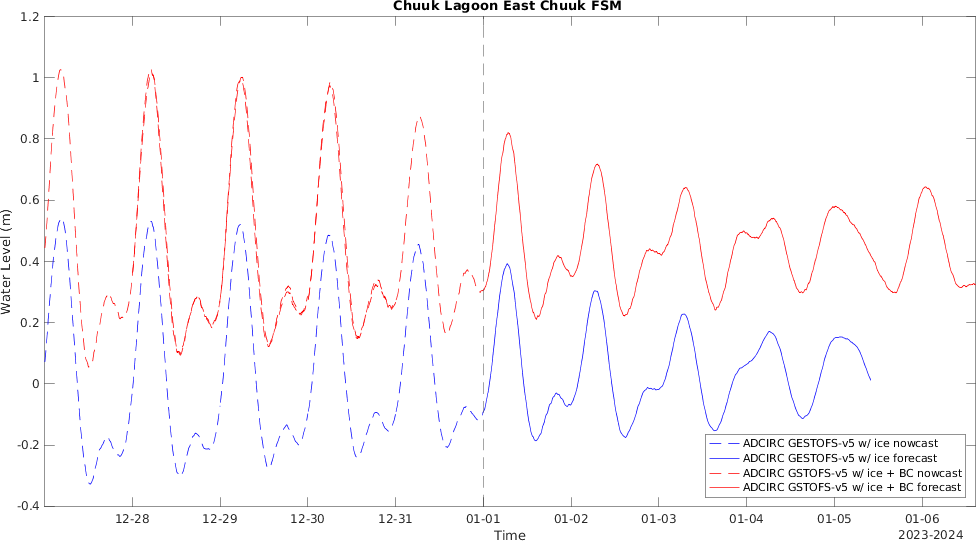 Chuuk Lagoon East Chuuk FSM
Water Level (m)
1.2
1
0.8
0.6
0.4
0.2
0
-0.2
-0.4
12-28
12-29
12-30
12-31
01-01
01-02
01-03
01-04
01-05
01-06
Time
2023-2024
ADCIRC GESTOFS-v5 w/ ice nowcast
ADCIRC GESTOFS-v5 w/ ice forecast
ADCIRC GSTOFS-v5 w/ ice + BC nowcast
ADCIRC GSTOFS-v5 w/ ice + BC forecast